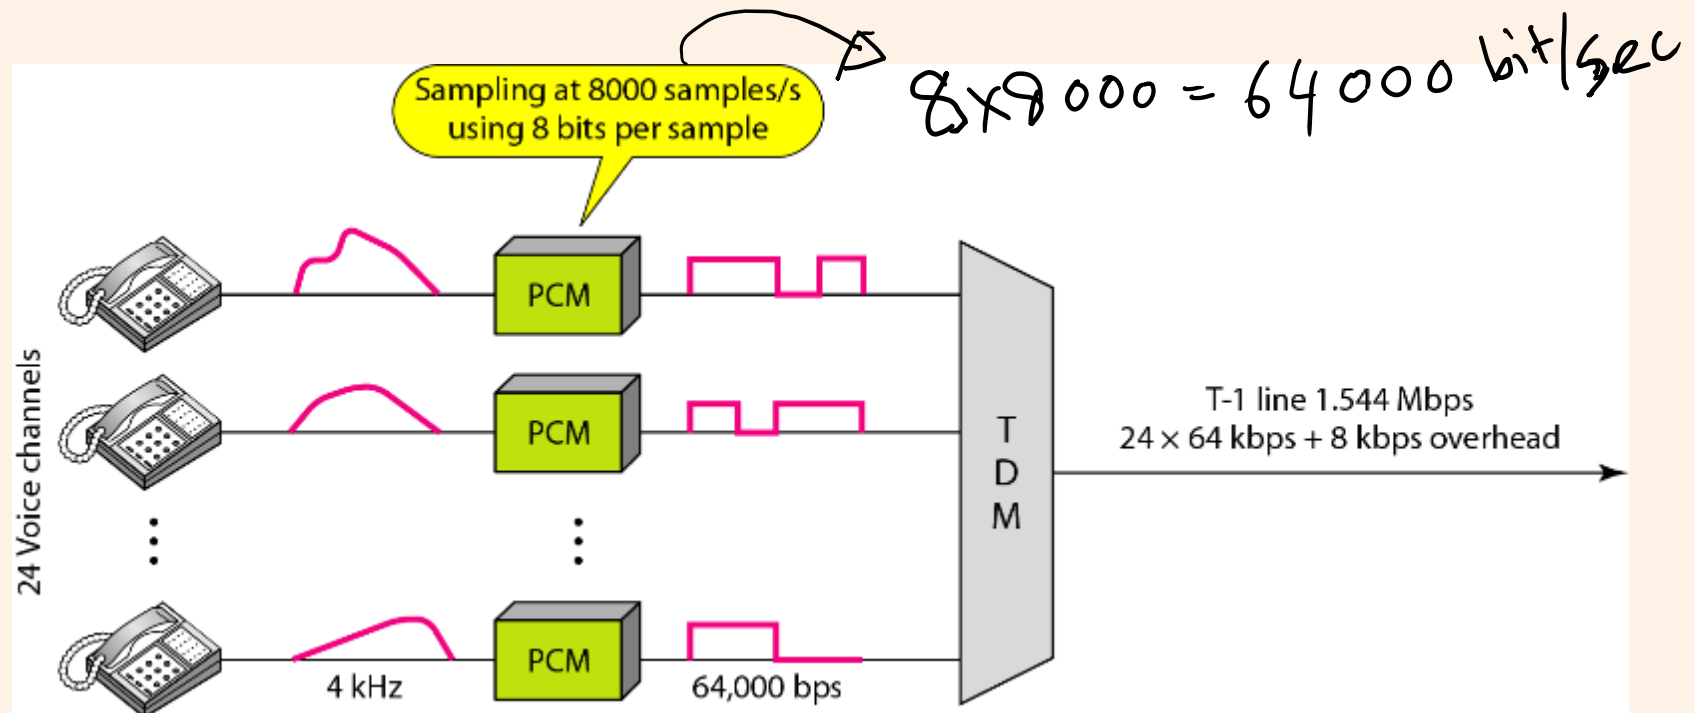 8x8000 = 64000 bit/sec
Sampling at 8000 samples/s
using 8 bits per sample
24 Voice channels
PCM
PCM
PCM
4 kHz
64,000 bps
T
D
M
T-1 line 1.544 Mbps
24 × 64 kbps + 8 kbps overhead